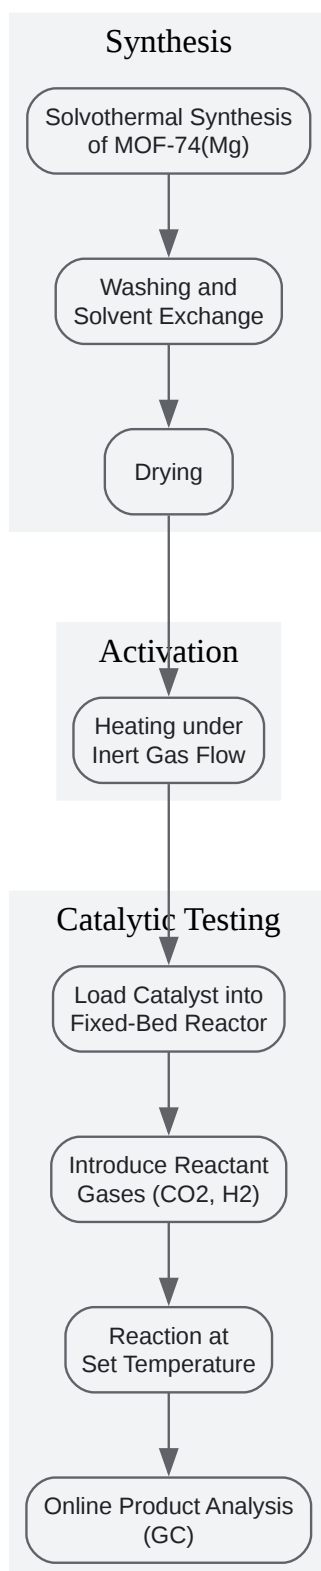 Synthesis
Solvothermal Synthesis
of MOF-74(Mg)
Washing and
Solvent Exchange
Drying
Activation
Heating under
Inert Gas Flow
Catalytic Testing
Load Catalyst into
Fixed-Bed Reactor
Introduce Reactant
Gases (CO2, H2)
Reaction at
Set Temperature
Online Product Analysis
(GC)